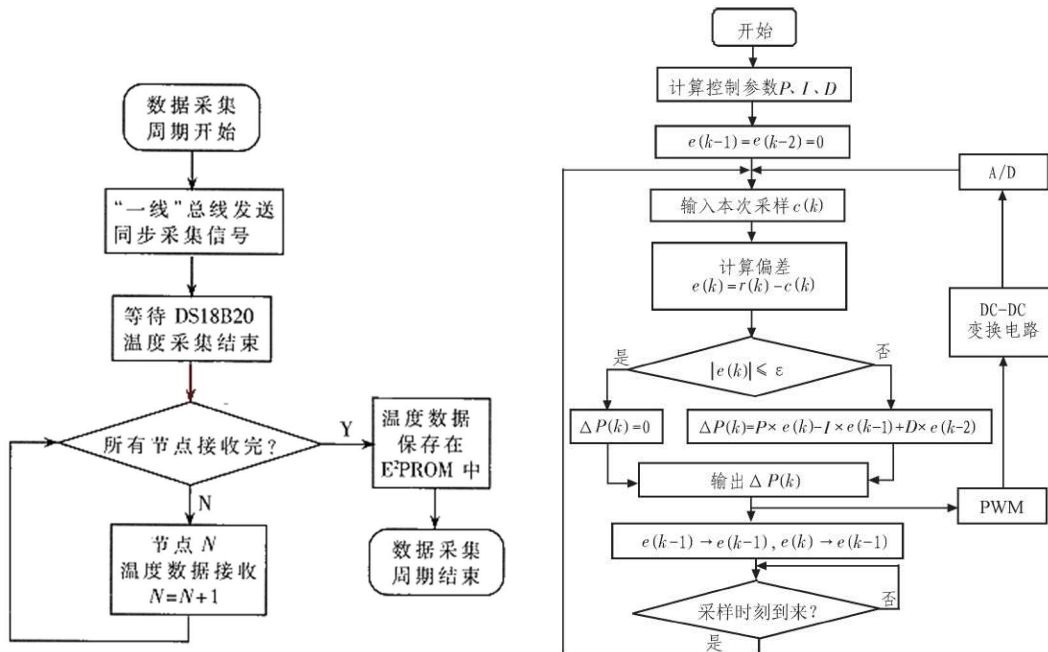 数据采集
周期开始
“一线”总线发送
同步采集信号
等待 DS18B20
温度采集结束
所有节点接收完?
Y
温度数据
保存在
E²PROM 中
N
节点 N
温度数据接收
N=N+1
数据采集
周期结束
开始
计算控制参数P、I、D
e(k-1)=e(k-2)=0
A/D
输入本次采样c(k)
计算偏差
e(k)=r(k)-c(k)
DC-DC
变换电路
是
|e(k)|≤ ε
否
ΔP(k)=0
ΔP(k)=P×e(k)-I×e(k-1)+D×e(k-2)
输出ΔP(k)
PWM
e(k-1)→e(k-1),e(k)→e(k-1)
采样时刻到来?
否
是